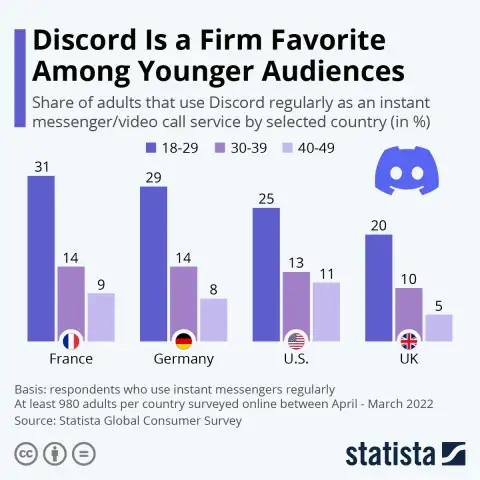 Discord Is a Firm Favorite
Among Younger Audiences
Share of adults that use Discord regularly as an instant
messenger/video call service by selected country (in %)
18-29 30-39 40-49
31 14 9
29 14 8
25 13 11
20 10 5
France Germany U.S. UK
Basis: respondents who use instant messengers regularly
At least 980 adults per country surveyed online between April - March 2022
Source: Statista Global Consumer Survey
cc
statista